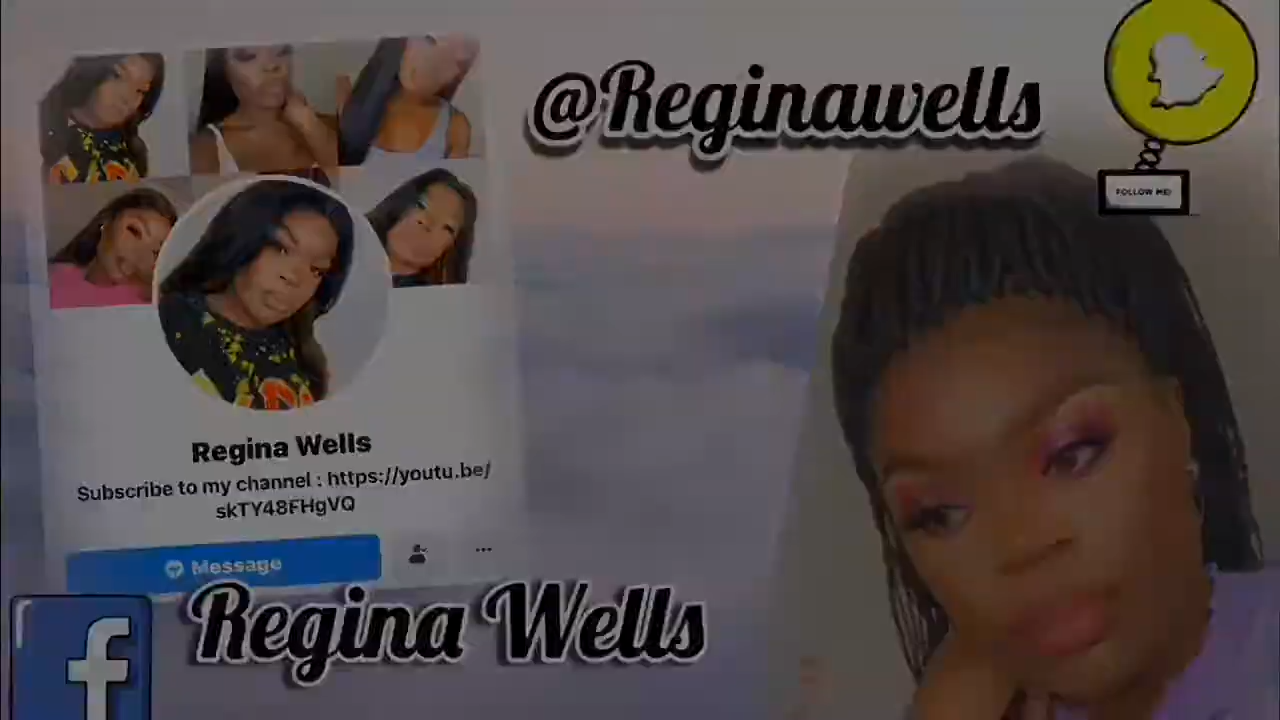 @Reginawells
FOLLOW ME!
Regina Wells
Subscribe to my channel : https://youtu.be/
skTY48FHgVQ
Message
Regina Wells